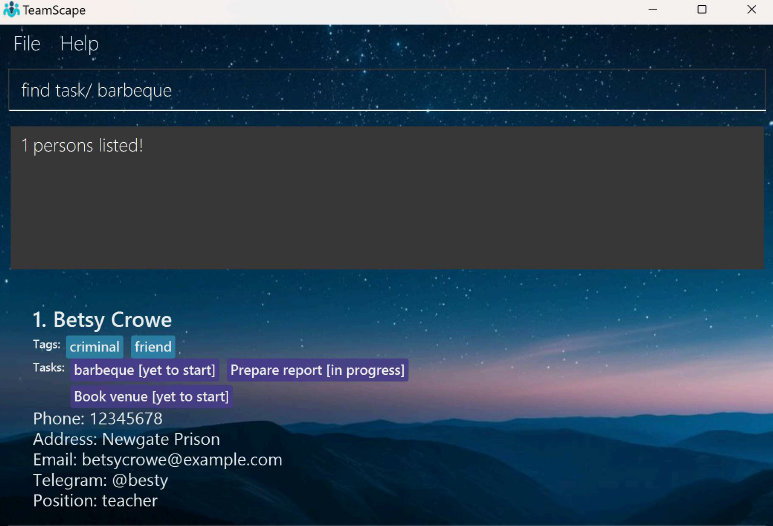 TeamScape
File Help
find task/ barbeque
1 persons listed!
1. Betsy Crowe
Tags: criminal friend
Tasks: barbeque [yet to start] Prepare report [in progress]
Book venue [yet to start]
Phone: 12345678
Address: Newgate Prison
Email: betsycrowe@example.com
Telegram: @besty
Position: teacher